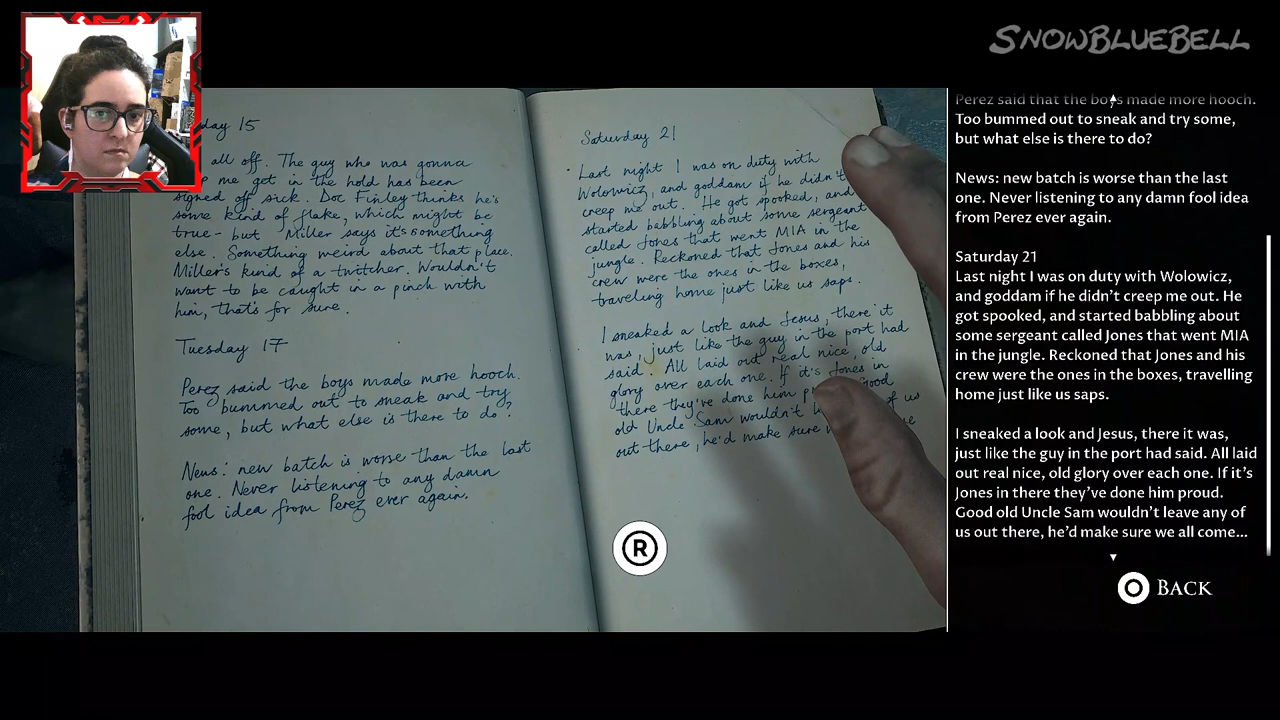 SNOWBLUEBELL
day 15
all off. The guy who was gonna
me get in the hold has been
signed off sick. Doc Finley thinks he's
some kind of flake, which might be
true - but Miller says it's something
else. Something weird about that place.
Miller's kind of a twitcher. Wouldn't
want to be caught in a pinch with
him, that's for sure.
Tuesday 17
Perez said the boys made more hooch.
Too bummed out to sneak and try
some, but what else is there to do?
News: new batch is worse than the last
one. Never listening to any damn
fool idea from Perez ever again.
Saturday 21
Last night I was on duty with
Wolowicz, and goddam if he didn't
creep me out. He got spooked, and
started babbling about some sergeant
called Jones that went MIA in the
jungle. Reckoned that Jones and his
crew were the ones in the boxes,
traveling home just like us saps.
I sneaked a look and Jesus, there it
was, just like the guy in the port had
said. All laid out real nice, old
glory over each one. If it's Jones in
there they've done him Good
old Uncle Sam wouldn't of us
out there, he'd make sure
R
Perez said that the boys made more hooch.
Too bummed out to sneak and try some,
but what else is there to do?
News: new batch is worse than the last
one. Never listening to any damn fool idea
from Perez ever again.
Saturday 21
Last night I was on duty with Wolowicz,
and goddam if he didn't creep me out. He
got spooked, and started babbling about
some sergeant called Jones that went MIA
in the jungle. Reckoned that Jones and his
crew were the ones in the boxes, travelling
home just like us saps.
I sneaked a look and Jesus, there it was,
just like the guy in the port had said. All laid
out real nice, old glory over each one. If it's
Jones in there they've done him proud.
Good old Uncle Sam wouldn't leave any of
us out there, he'd make sure we all come...
BACK